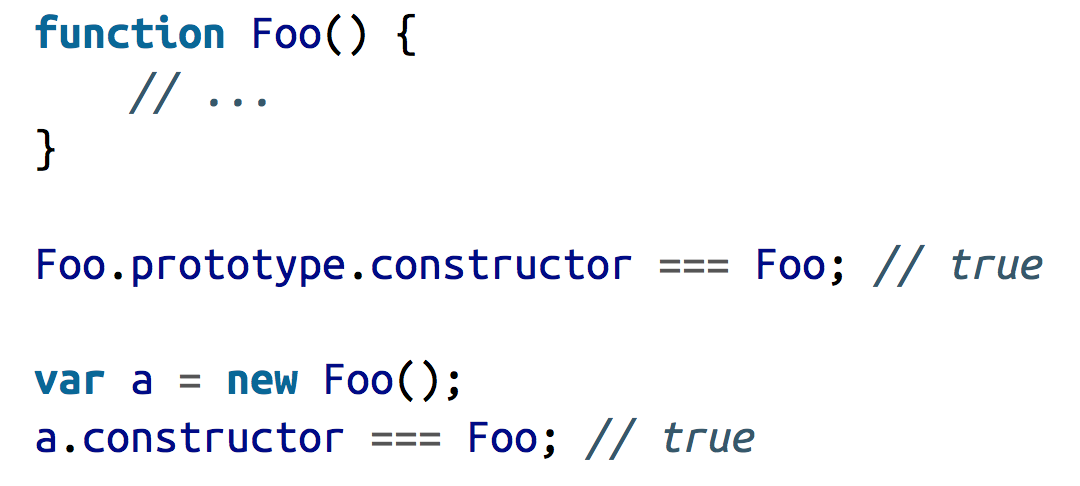 function Foo() {
    // ...
}

Foo.prototype.constructor === Foo; // true

var a = new Foo();
a.constructor === Foo; // true